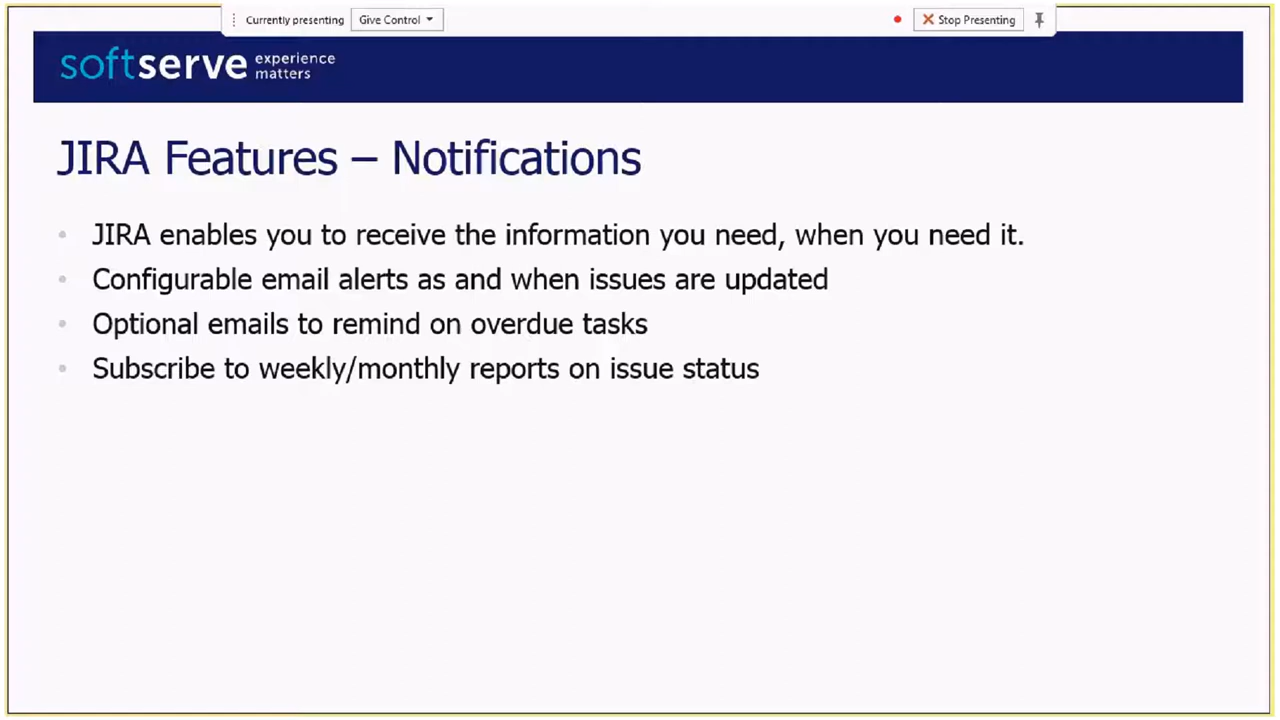 Currently presenting Give Control Stop Presenting
softserve experience matters
JIRA Features – Notifications
• JIRA enables you to receive the information you need, when you need it.
• Configurable email alerts as and when issues are updated
• Optional emails to remind on overdue tasks
• Subscribe to weekly/monthly reports on issue status